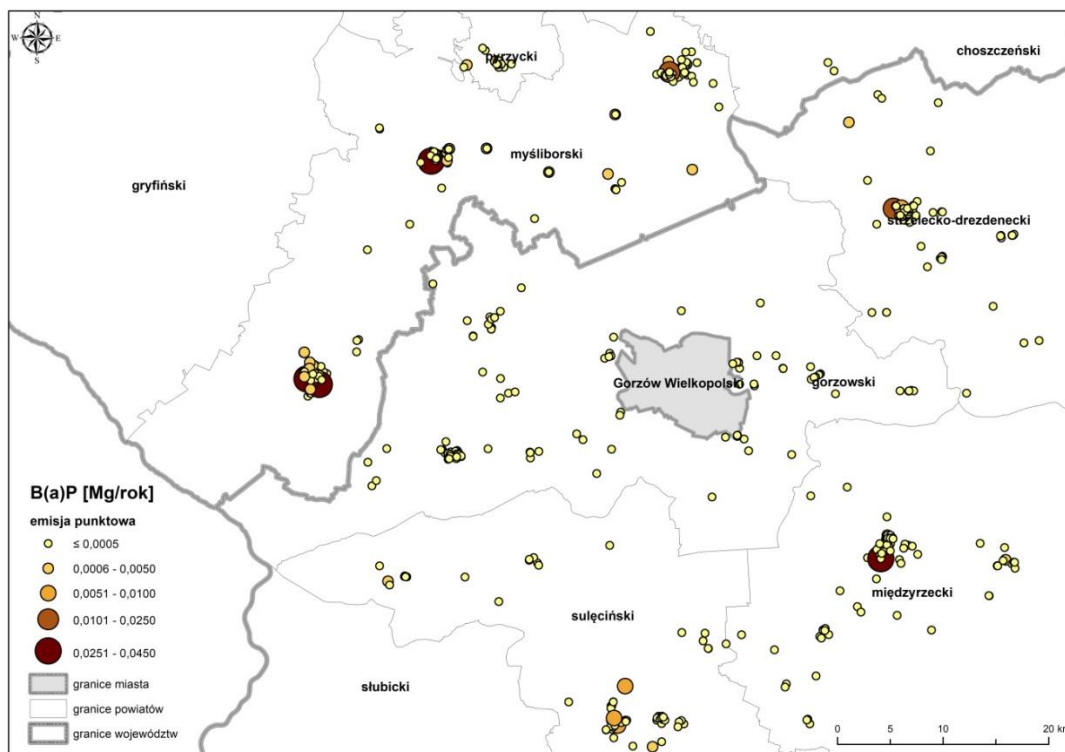 N
W E
S
pyrzycki
choszczeński
myśliborski
gryfiński
strzelecko-drezdenecki
Gorzów Wielkopolski
gorzowski
międzyrzecki
sulęciński
słubicki
B(a)P [Mg/rok]
emisja punktowa
≤ 0,0005
0,0006 - 0,0050
0,0051 - 0,0100
0,0101 - 0,0250
0,0251 - 0,0450
granice miasta
granice powiatów
granice województw
0 5 10 20 km